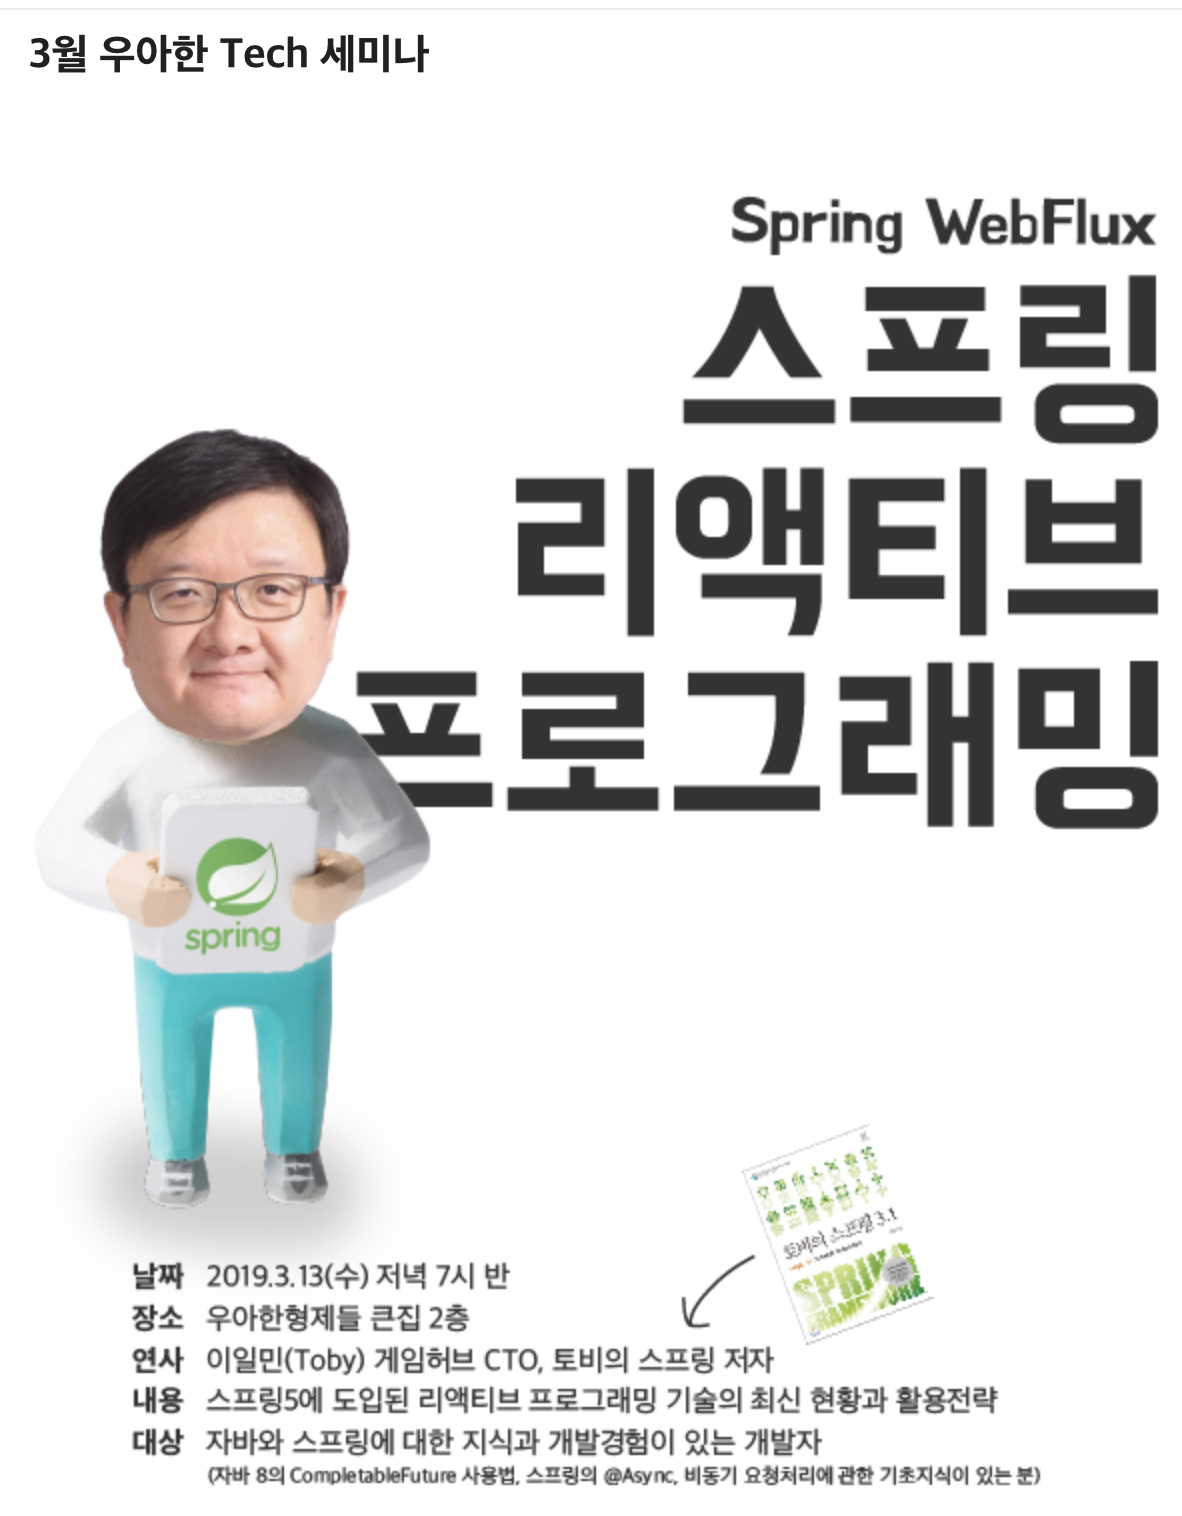 3월 우아한 Tech 세미나
Spring WebFlux
스프링
리액티브
프로그래밍
spring
토비의 스프링 3.1
SPRING
FRAMEWORK
날짜 2019.3.13(수) 저녁 7시 반
장소 우아한형제들 큰집 2층
연사 이일민(Toby) 게임허브 CTO, 토비의 스프링 저자
내용 스프링5에 도입된 리액티브 프로그래밍 기술의 최신 현황과 활용전략
대상 자바와 스프링에 대한 지식과 개발경험이 있는 개발자
(자바 8의 CompletableFuture 사용법, 스프링의 @Async, 비동기 요청처리에 관한 기초지식이 있는 분)